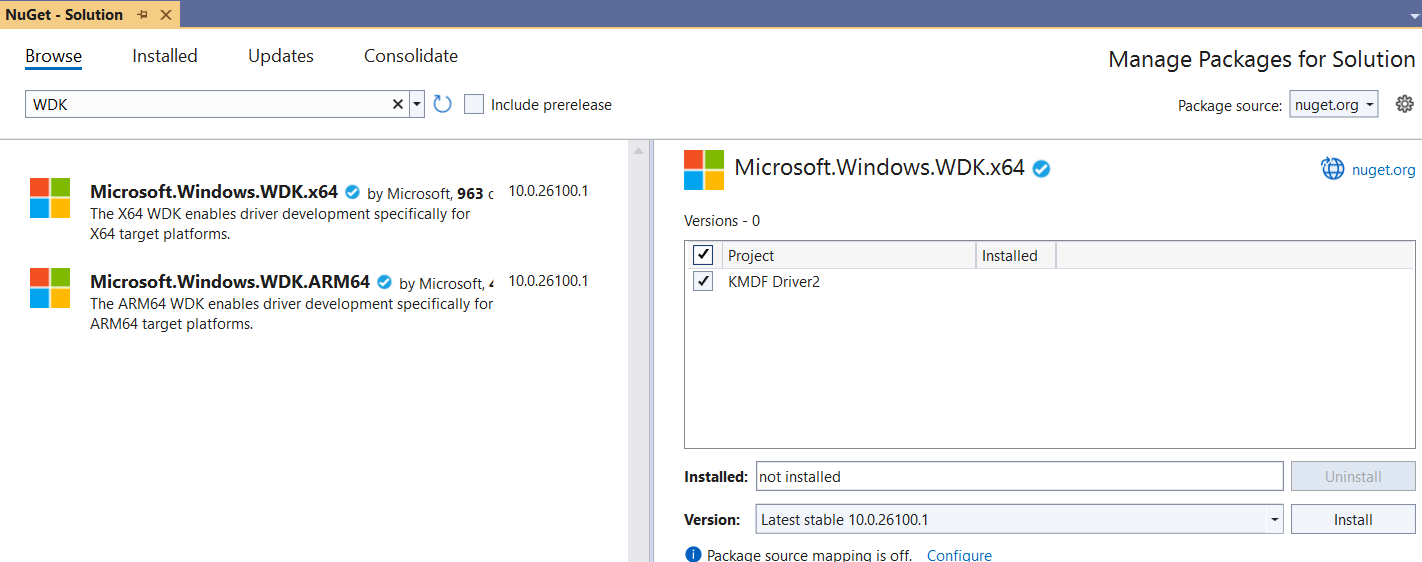 NuGet - Solution
Browse Installed Updates Consolidate
Manage Packages for Solution
WDK
Include prerelease
Package source: nuget.org
Microsoft.Windows.WDK.x64 by Microsoft, 963 10.0.26100.1
The X64 WDK enables driver development specifically for
X64 target platforms.
Microsoft.Windows.WDK.ARM64 by Microsoft, 10.0.26100.1
The ARM64 WDK enables driver development specifically for
ARM64 target platforms.
Microsoft.Windows.WDK.x64
nuget.org
Versions - 0
Project Installed
KMDF Driver2
Installed: not installed Uninstall
Version: Latest stable 10.0.26100.1 Install
Package source mapping is off. Configure